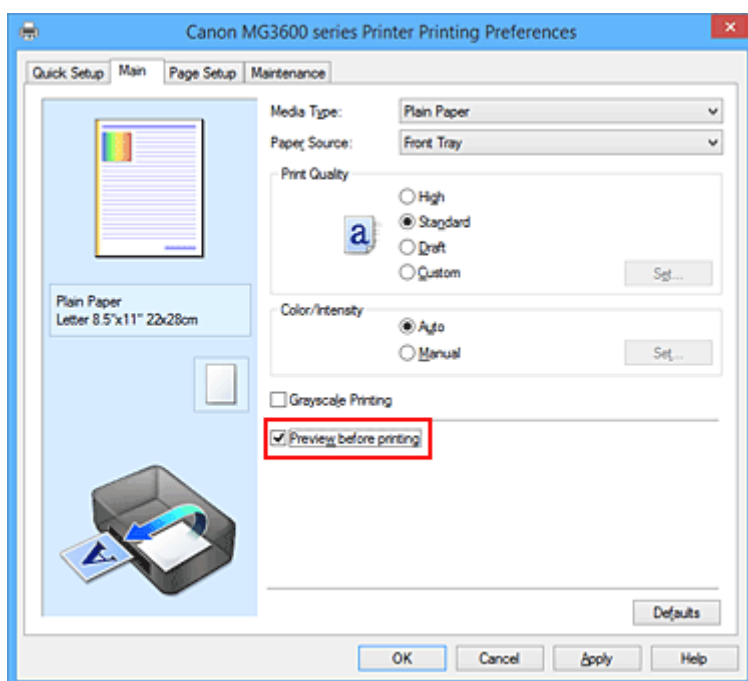 Canon MG3600 series Printer Printing Preferences
Quick Setup Main Page Setup Maintenance
Media Type: Plain Paper
Paper Source: Front Tray
Print Quality
High
a Standard
Draft
Custom Set...
Plain Paper
Letter 8.5"x11" 22x28cm
Color/Intensity
Auto
Manual Set...
Grayscale Printing
Preview before printing
A
Defaults
OK Cancel Apply Help